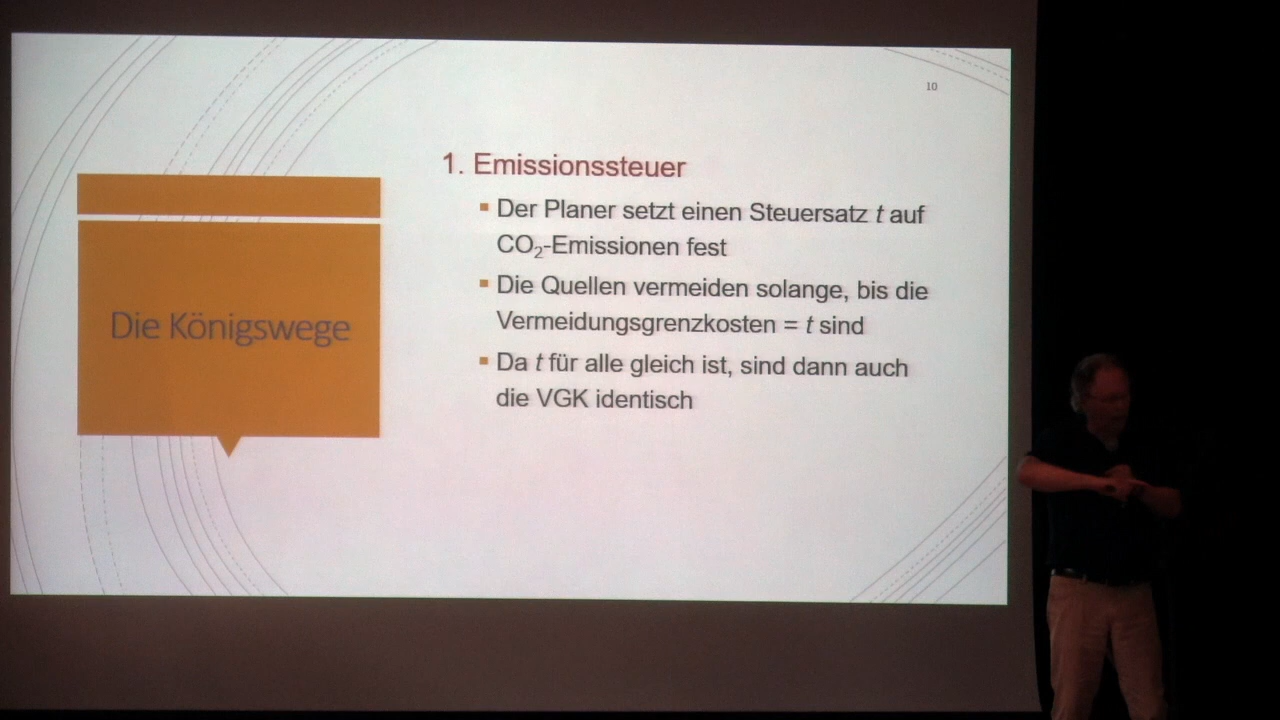 10
Die Königswege
1. Emissionssteuer
▪ Der Planer setzt einen Steuersatz t auf
CO₂-Emissionen fest
▪ Die Quellen vermeiden solange, bis die
Vermeidungsgrenzkosten = t sind
▪ Da t für alle gleich ist, sind dann auch
die VGK identisch